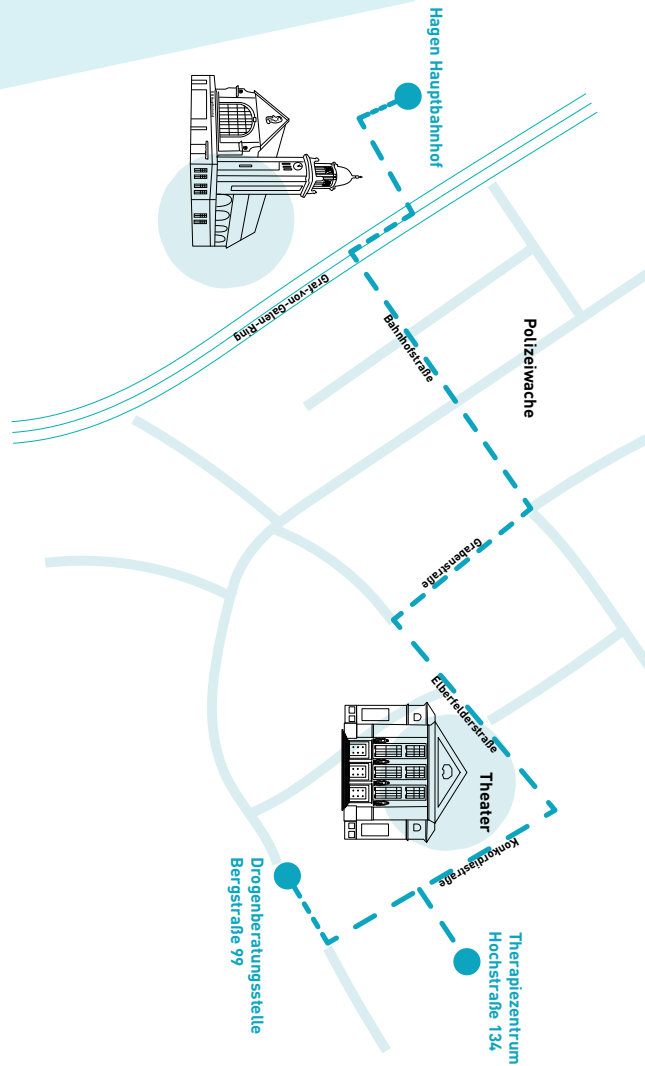 Hagen Hauptbahnhof
Graf-von-Galen-Ring
Bahnhofstraße
Polizeiwache
Grabenstraße
Elberfelderstraße
Theater
Konkordiastraße
Drogenberatungsstelle
Bergstraße 99
Therapiezentrum
Hochstraße 134